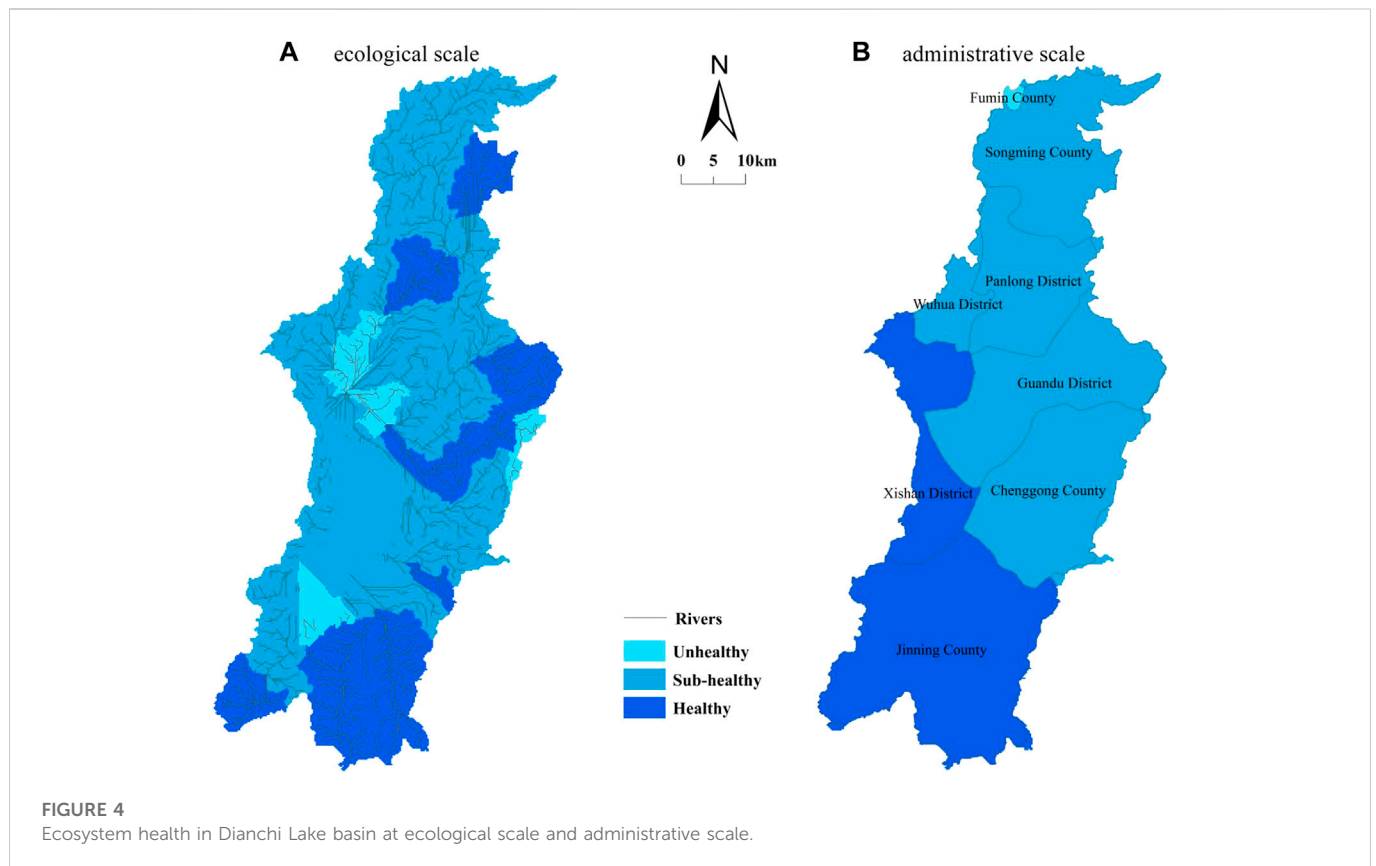 A ecological scale
B administrative scale
N
0 5 10km
Fumin County
Songming County
Panlong District
Wuhua District
Guandu District
Xishan District
Chenggong County
Jinning County
Rivers
Unhealthy
Sub-healthy
Healthy
FIGURE 4
Ecosystem health in Dianchi Lake basin at ecological scale and administrative scale.